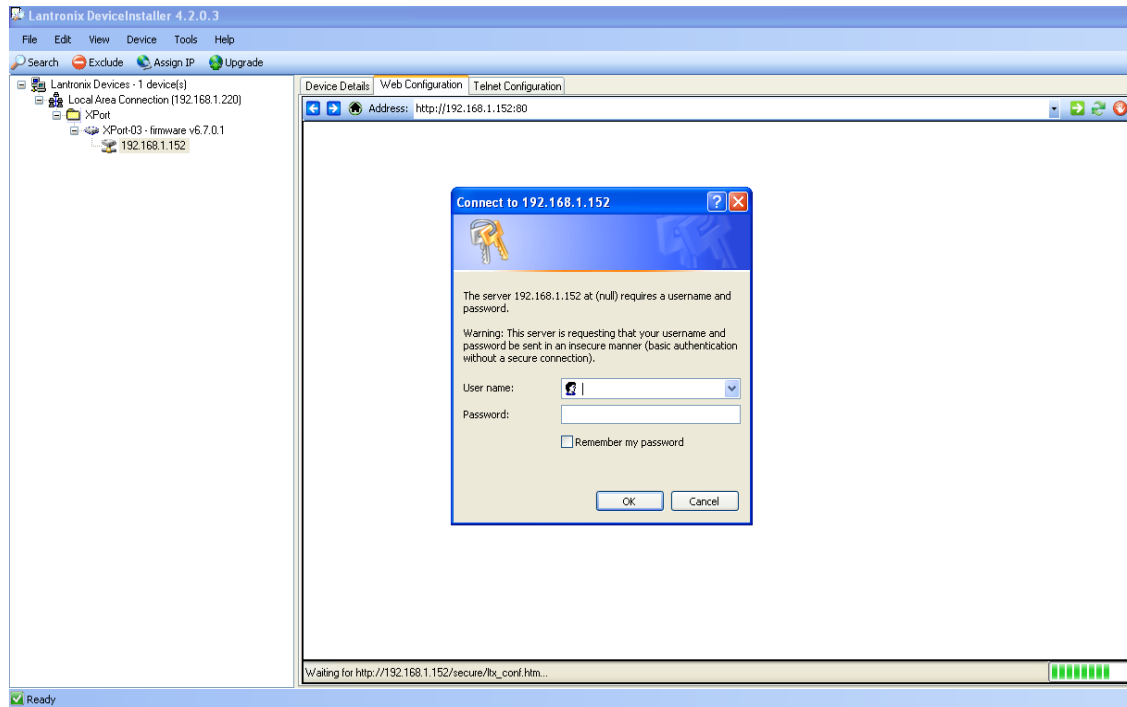 Lantronix DeviceInstaller 4.2.0.3
File Edit View Device Tools Help
Search Exclude Assign IP Upgrade
Lantronix Devices - 1 device(s)
Local Area Connection (192.168.1.220)
XPort
XPort-03 - firmware v6.7.0.1
192.168.1.152
Device Details Web Configuration Telnet Configuration
Address: http://192.168.1.152:80
Connect to 192.168.1.152
The server 192.168.1.152 at (null) requires a username and
password.
Warning: This server is requesting that your username and
password be sent in an insecure manner (basic authentication
without a secure connection).
User name:
Password:
Remember my password
OK Cancel
Waiting for http://192.168.1.152/secure/ltx_conf.htm...
Ready